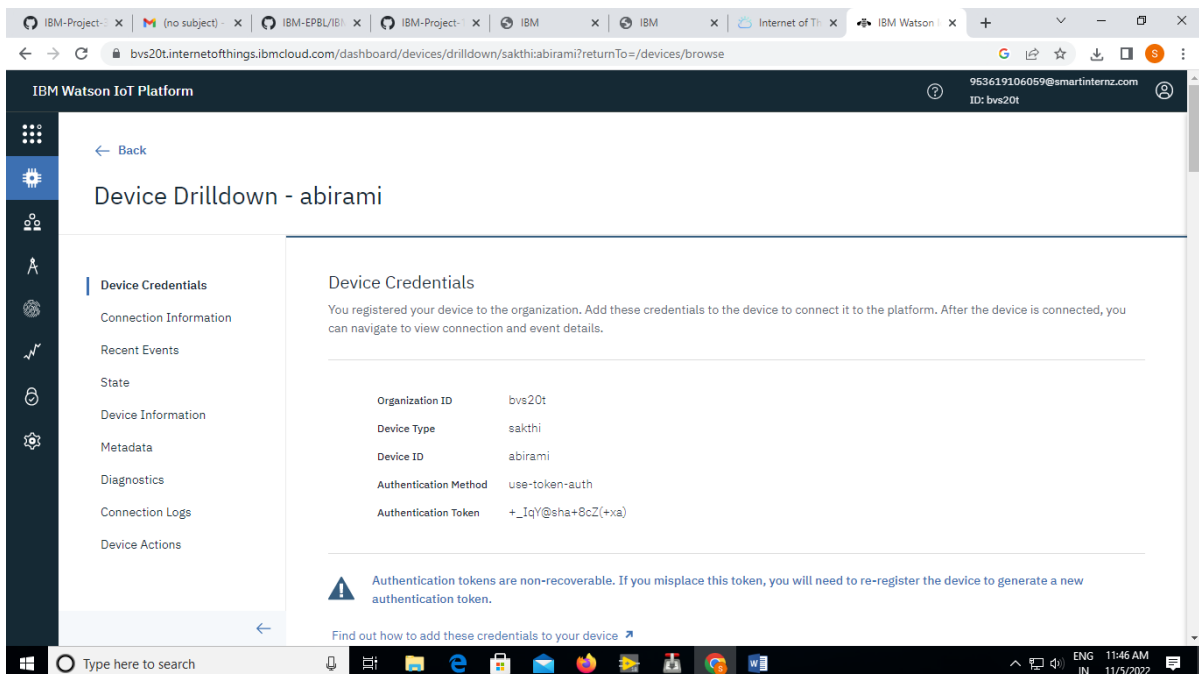 IBM-Project-
(no subject) -
IBM-EPBL/IBM
IBM-Project-
IBM
IBM
Internet of Th
IBM Watson
bvs20t.internetofthings.ibmcloud.com/dashboard/devices/drilldown/sakthi:abirami?returnTo=/devices/browse
S
IBM Watson IoT Platform
953619106059@smartinternz.com
ID: bvs20t
← Back
Device Drilldown - abirami
Device Credentials
Connection Information
Recent Events
State
Device Information
Metadata
Diagnostics
Connection Logs
Device Actions
Device Credentials
You registered your device to the organization. Add these credentials to the device to connect it to the platform. After the device is connected, you
can navigate to view connection and event details.
Organization ID bvs20t
Device Type sakthi
Device ID abirami
Authentication Method use-token-auth
Authentication Token +_IqY@sha+8cZ(+xa)
Authentication tokens are non-recoverable. If you misplace this token, you will need to re-register the device to generate a new
authentication token.
Find out how to add these credentials to your device
Type here to search
ENG 11:46 AM
IN 11/5/2022